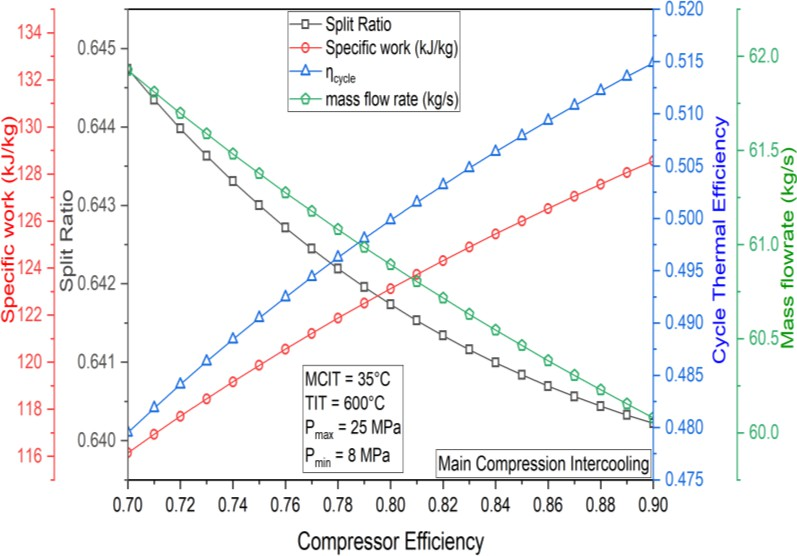 Split Ratio
Specific work (kJ/kg)
ηcycle
mass flow rate (kg/s)
Specific work (kJ/kg)
134
132
130
128
126
124
122
120
118
116
Split Ratio
0.645
0.644
0.643
0.642
0.641
0.640
MCIT = 35°C
TIT = 600°C
Pmax = 25 MPa
Pmin = 8 MPa
Main Compression Intercooling
0.520
0.515
0.510
0.505
0.500
0.495
0.490
0.485
0.480
0.475
Cycle Thermal Efficiency
62.0
61.5
61.0
60.5
60.0
Mass flowrate (kg/s)
0.70 0.72 0.74 0.76 0.78 0.80 0.82 0.84 0.86 0.88 0.90
Compressor Efficiency